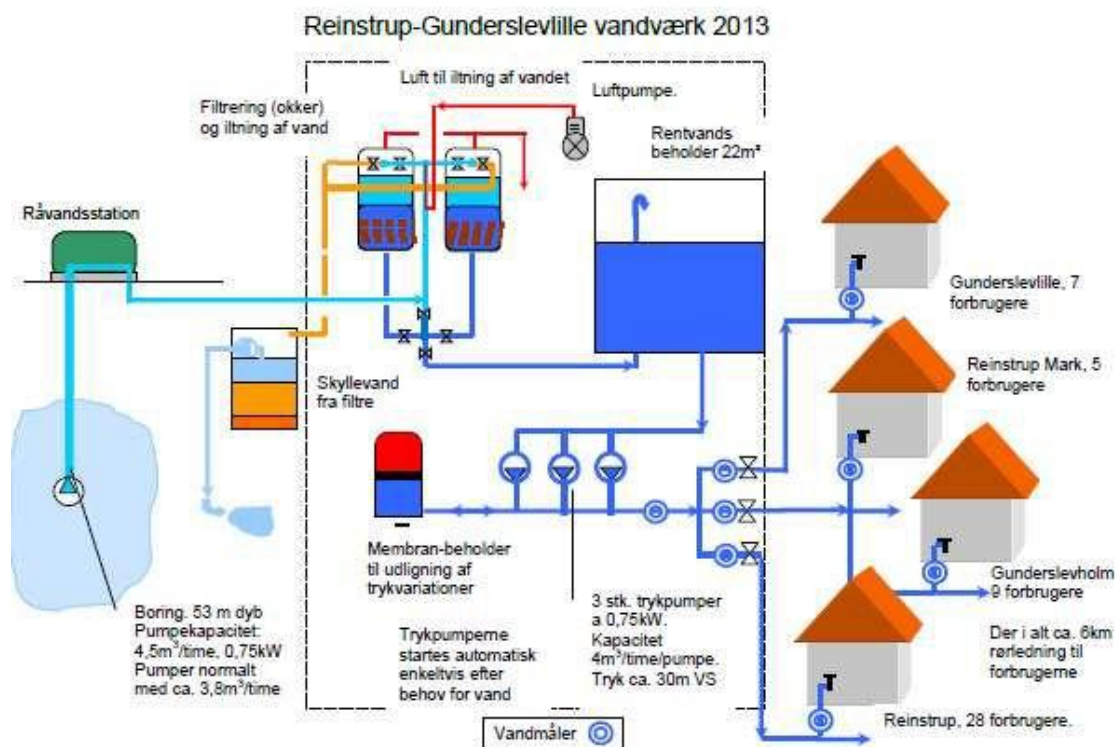 Reinstrup-Gunderslevlille vandværk 2013
Luft til iltning af vandet
Luftpumpe.
Filtrering (okker)
og iltning af vand
Rentvands
beholder 22m³
Råvandsstation
Gunderslevlille, 7
forbrugere
Reinstrup Mark, 5
forbrugere
Skyllevand
fra filtre
Membran-beholder
til udligning af
trykvariationer
Gunderslevholm
9 forbrugere
Boring. 53 m dyb
Pumpekapacitet:
4,5m³/time, 0,75kW
Pumper normalt
med ca. 3,8m³/time
Trykpumperne
startes automatisk
enkeltvis efter
behov for vand
3 stk. trykpumper
a 0,75kW.
Kapacitet
4m³/time/pumpe.
Tryk ca. 30m VS
Der i alt ca. 6km
rørledning til
forbrugerne
Reinstrup, 28 forbrugere.
Vandmåler